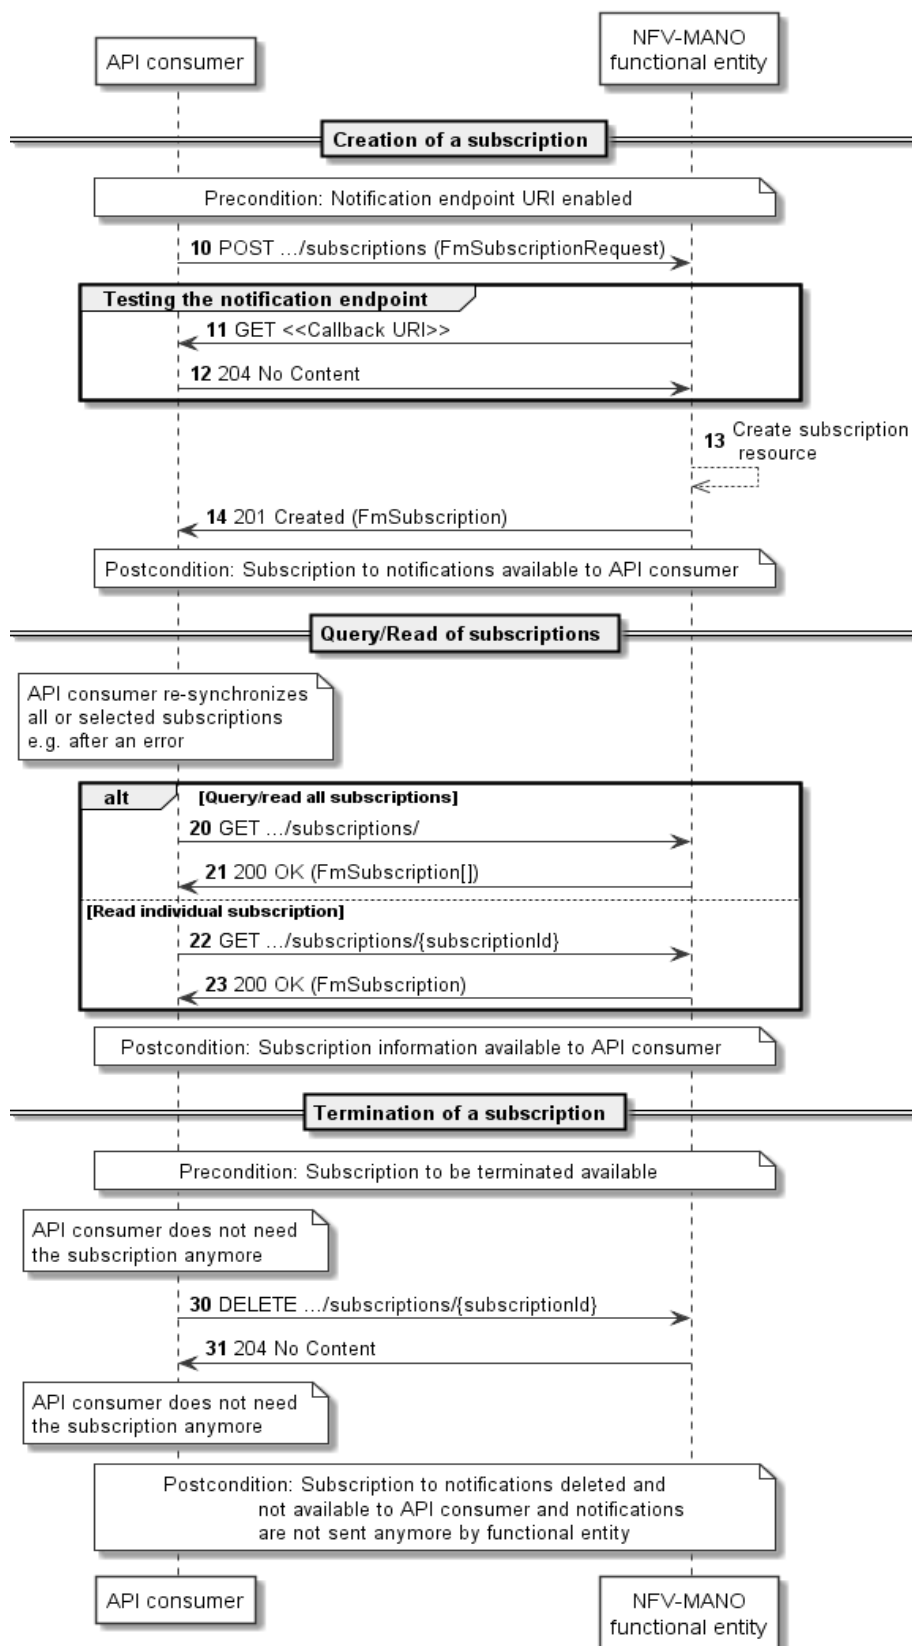 API consumer
NFV-MANO
functional entity
Creation of a subscription
Precondition: Notification endpoint URI enabled
10 POST .../subscriptions (FmSubscriptionRequest)
Testing the notification endpoint
11 GET <<Callback URI>>
12 204 No Content
13 Create subscription
resource
14 201 Created (FmSubscription)
Postcondition: Subscription to notifications available to API consumer
Query/Read of subscriptions
API consumer re-synchronizes
all or selected subscriptions
e.g. after an error
alt [Query/read all subscriptions]
20 GET .../subscriptions/
21 200 OK (FmSubscription[])
[Read individual subscription]
22 GET .../subscriptions/{subscriptionId}
23 200 OK (FmSubscription)
Postcondition: Subscription information available to API consumer
Termination of a subscription
Precondition: Subscription to be terminated available
API consumer does not need
the subscription anymore
30 DELETE .../subscriptions/{subscriptionId}
31 204 No Content
API consumer does not need
the subscription anymore
Postcondition: Subscription to notifications deleted and
not available to API consumer and notifications
are not sent anymore by functional entity
API consumer
NFV-MANO
functional entity